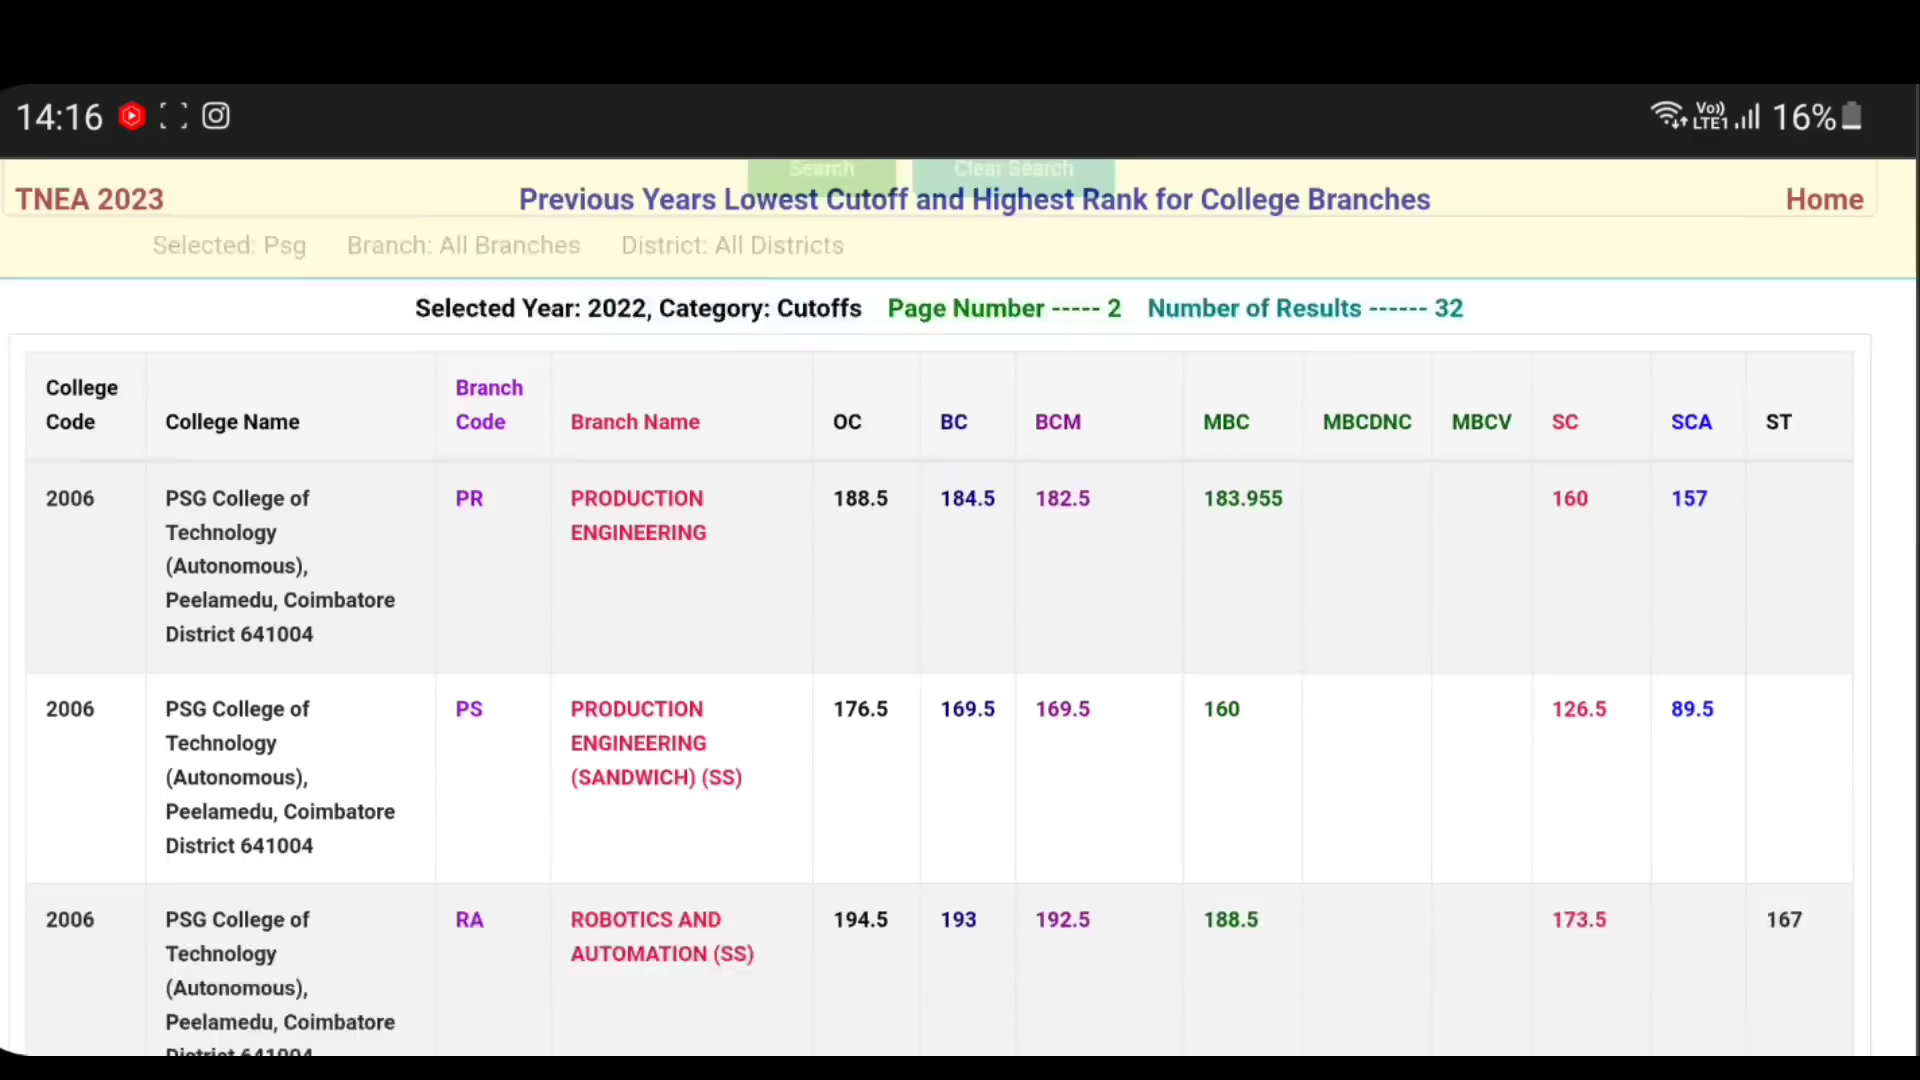 14:16
Vo)) LTE1 16%
Search Clear Search
TNEA 2023 Previous Years Lowest Cutoff and Highest Rank for College Branches Home
Selected: Psg Branch: All Branches District: All Districts
Selected Year: 2022, Category: Cutoffs Page Number ----- 2 Number of Results ------ 32
College Code College Name Branch Code Branch Name OC BC BCM MBC MBCDNC MBCV SC SCA ST
2006 PSG College of PR PRODUCTION 188.5 184.5 182.5 183.955 160 157
Technology ENGINEERING
(Autonomous),
Peelamedu, Coimbatore
District 641004
2006 PSG College of PS PRODUCTION 176.5 169.5 169.5 160 126.5 89.5
Technology ENGINEERING
(Autonomous), (SANDWICH) (SS)
Peelamedu, Coimbatore
District 641004
2006 PSG College of RA ROBOTICS AND 194.5 193 192.5 188.5 173.5 167
Technology AUTOMATION (SS)
(Autonomous),
Peelamedu, Coimbatore
District 641004